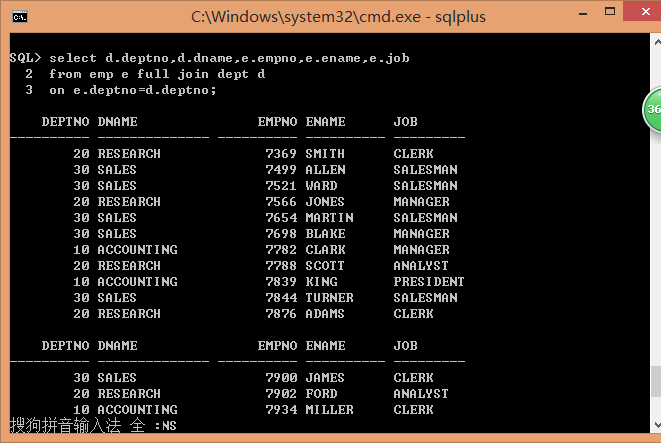 C:\Windows\system32\cmd.exe - sqlplus
SQL> select d.deptno,d.dname,e.empno,e.ename,e.job
  2  from emp e full join dept d
  3  on e.deptno=d.deptno;
    DEPTNO DNAME               EMPNO ENAME      JOB
---------- -------------- ---------- ---------- ---------
        20 RESEARCH             7369 SMITH      CLERK
        30 SALES                7499 ALLEN      SALESMAN
        30 SALES                7521 WARD       SALESMAN
        20 RESEARCH             7566 JONES      MANAGER
        30 SALES                7654 MARTIN     SALESMAN
        30 SALES                7698 BLAKE      MANAGER
        10 ACCOUNTING           7782 CLARK      MANAGER
        20 RESEARCH             7788 SCOTT      ANALYST
        10 ACCOUNTING           7839 KING       PRESIDENT
        30 SALES                7844 TURNER     SALESMAN
        20 RESEARCH             7876 ADAMS      CLERK
    DEPTNO DNAME               EMPNO ENAME      JOB
---------- -------------- ---------- ---------- ---------
        30 SALES                7900 JAMES      CLERK
        20 RESEARCH             7902 FORD       ANALYST
        10 ACCOUNTING           7934 MILLER     CLERK
搜狗拼音输入法 全 :NS